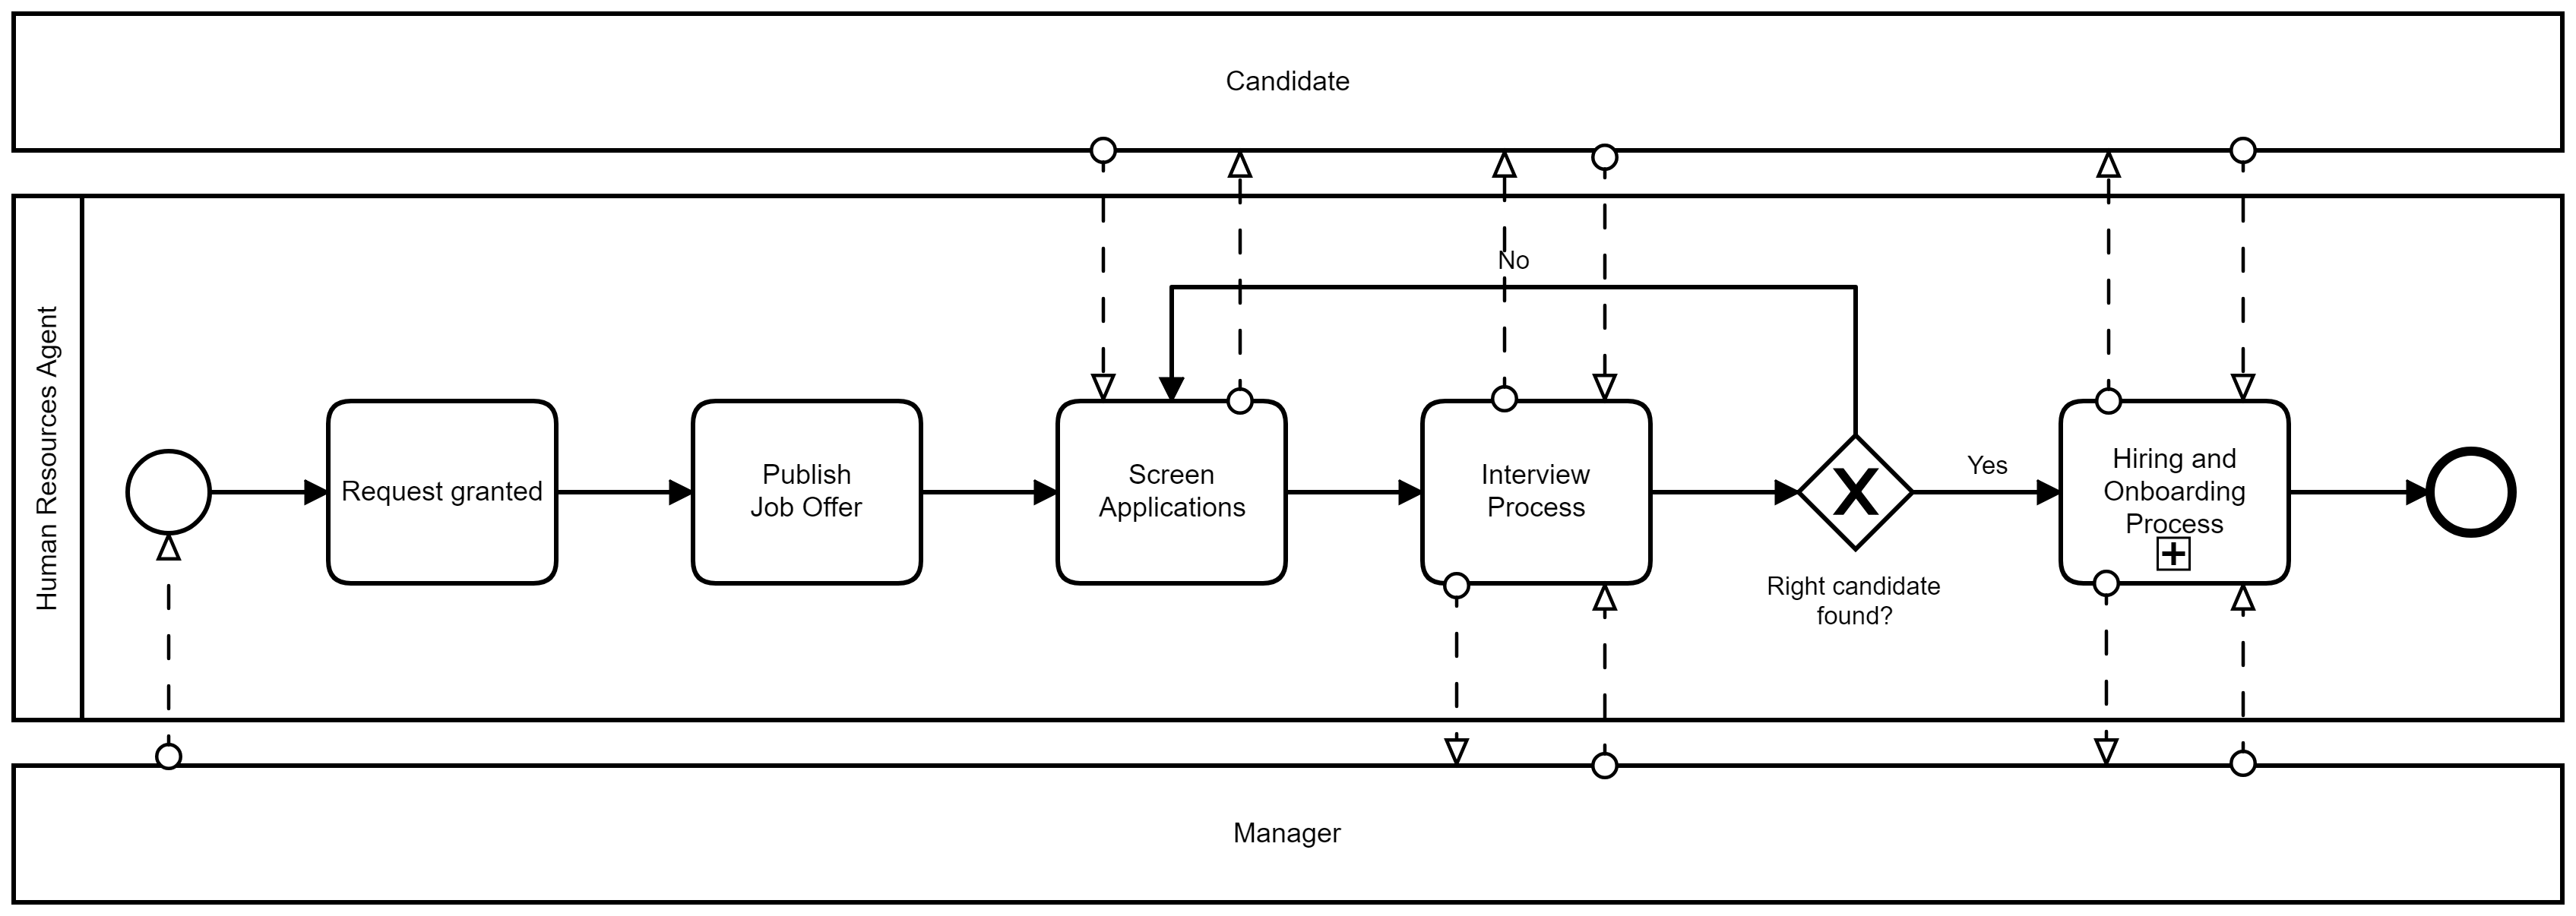 Candidate
Human Resources Agent
No
Request granted
Publish
Job Offer
Screen
Applications
Interview
Process
X
Right candidate
found?
Yes
Hiring and
Onboarding
Process
Manager